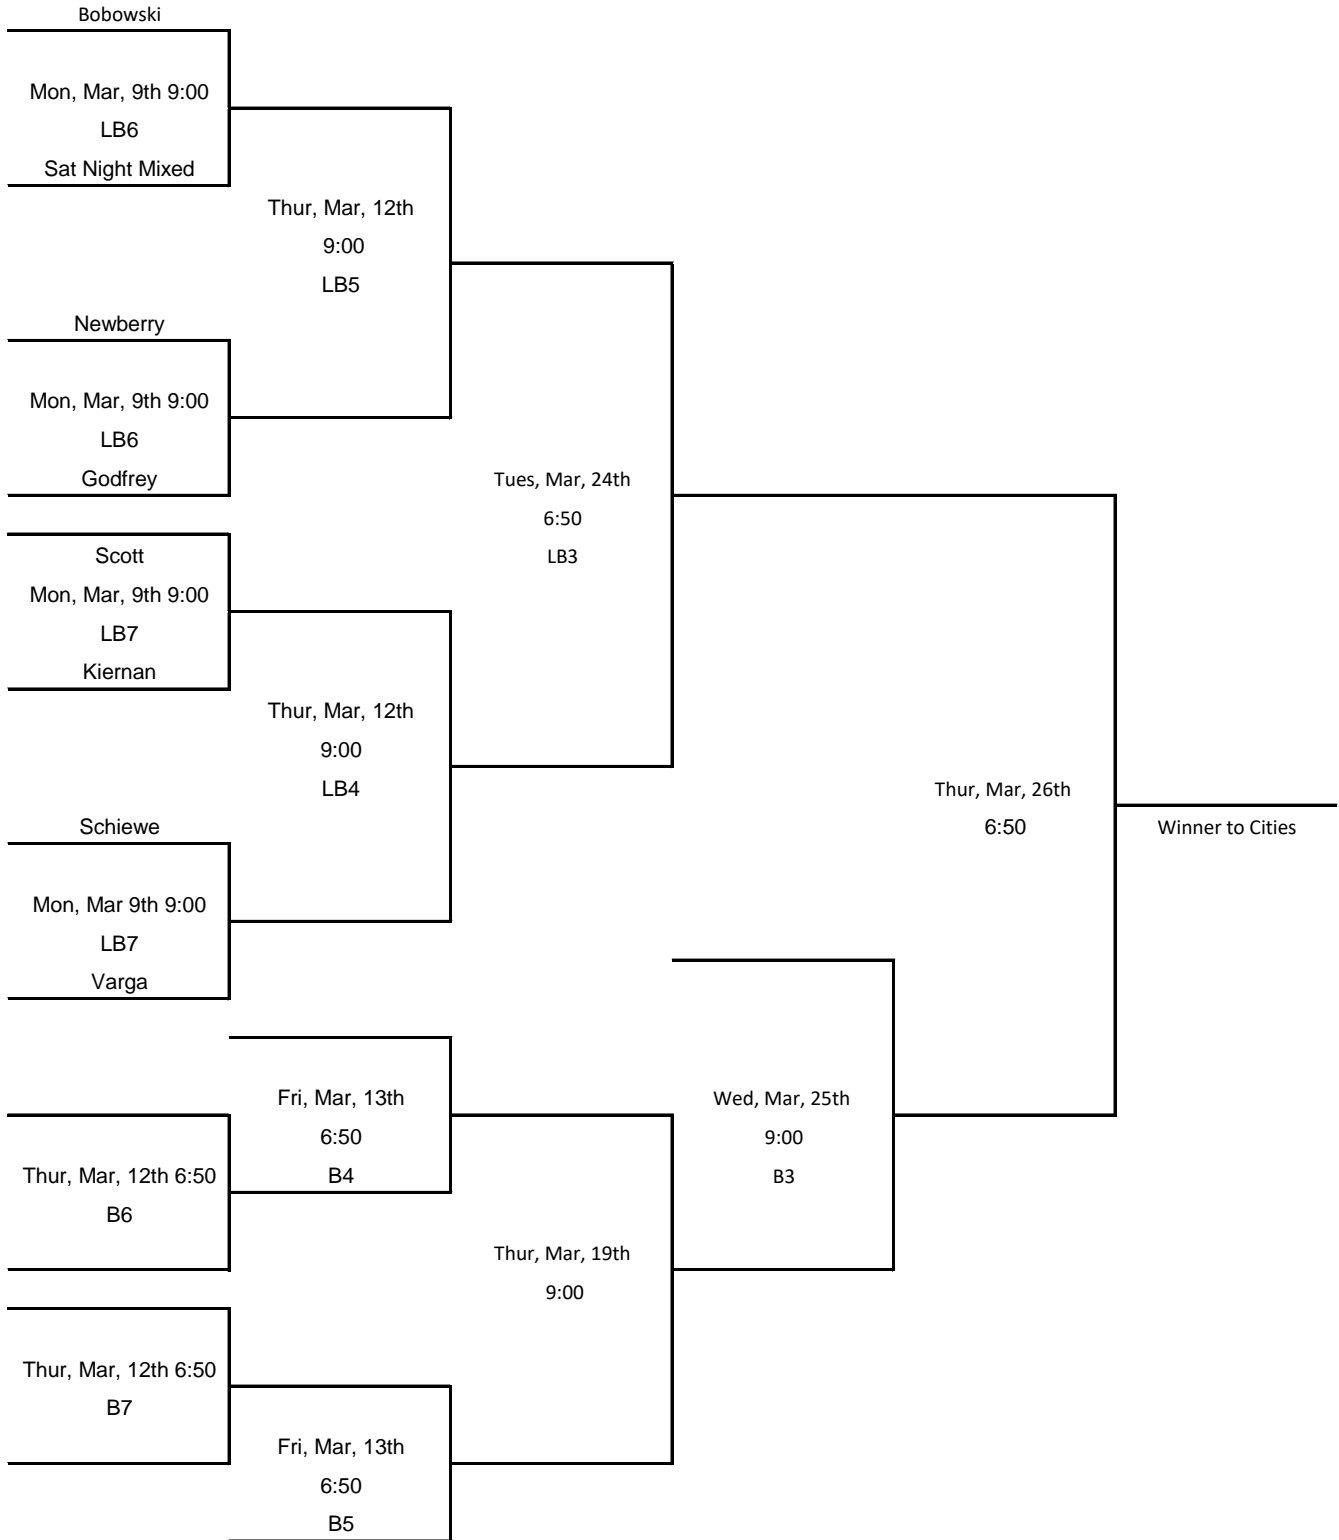 Bobowski
Mon, Mar, 9th 9:00
LB6
Sat Night Mixed
Thur, Mar, 12th
9:00
LB5
Newberry
Mon, Mar, 9th 9:00
LB6
Godfrey
Tues, Mar, 24th
6:50
LB3
Scott
Mon, Mar, 9th 9:00
LB7
Kiernan
Thur, Mar, 12th
9:00
LB4
Thur, Mar, 26th
6:50
Winner to Cities
Schiewe
Mon, Mar 9th 9:00
LB7
Varga
Fri, Mar, 13th
6:50
B4
Wed, Mar, 25th
9:00
B3
Thur, Mar, 12th 6:50
B6
Thur, Mar, 19th
9:00
Thur, Mar, 12th 6:50
B7
Fri, Mar, 13th
6:50
B5